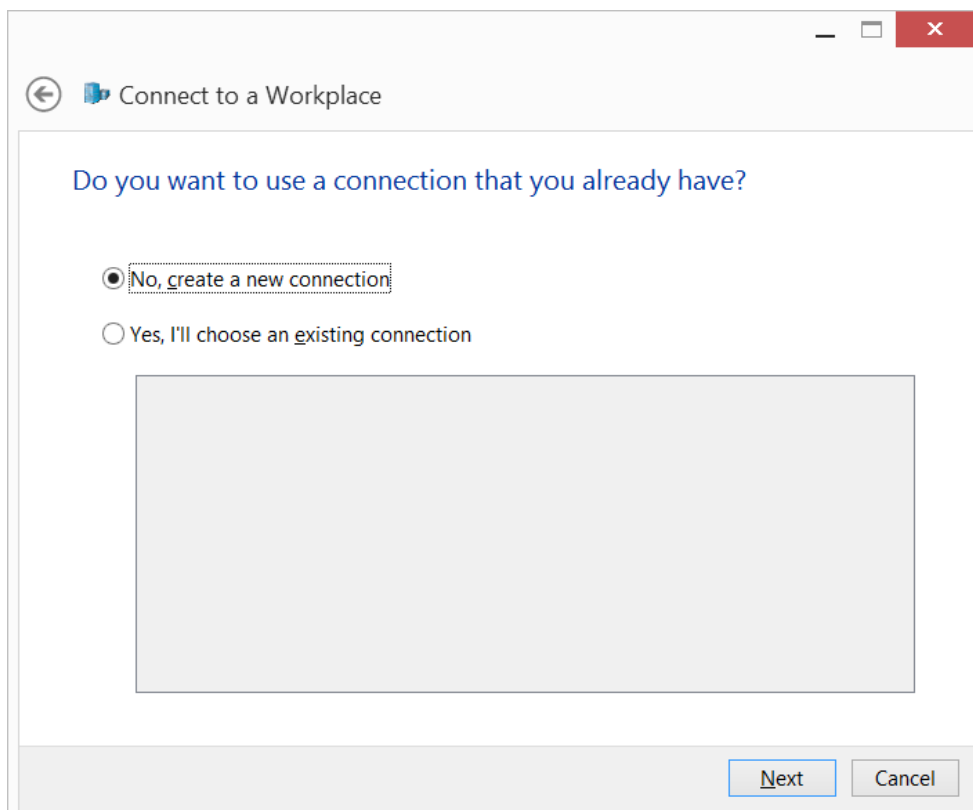 Connect to a Workplace
Do you want to use a connection that you already have?
No, create a new connection
Yes, I'll choose an existing connection
Next
Cancel